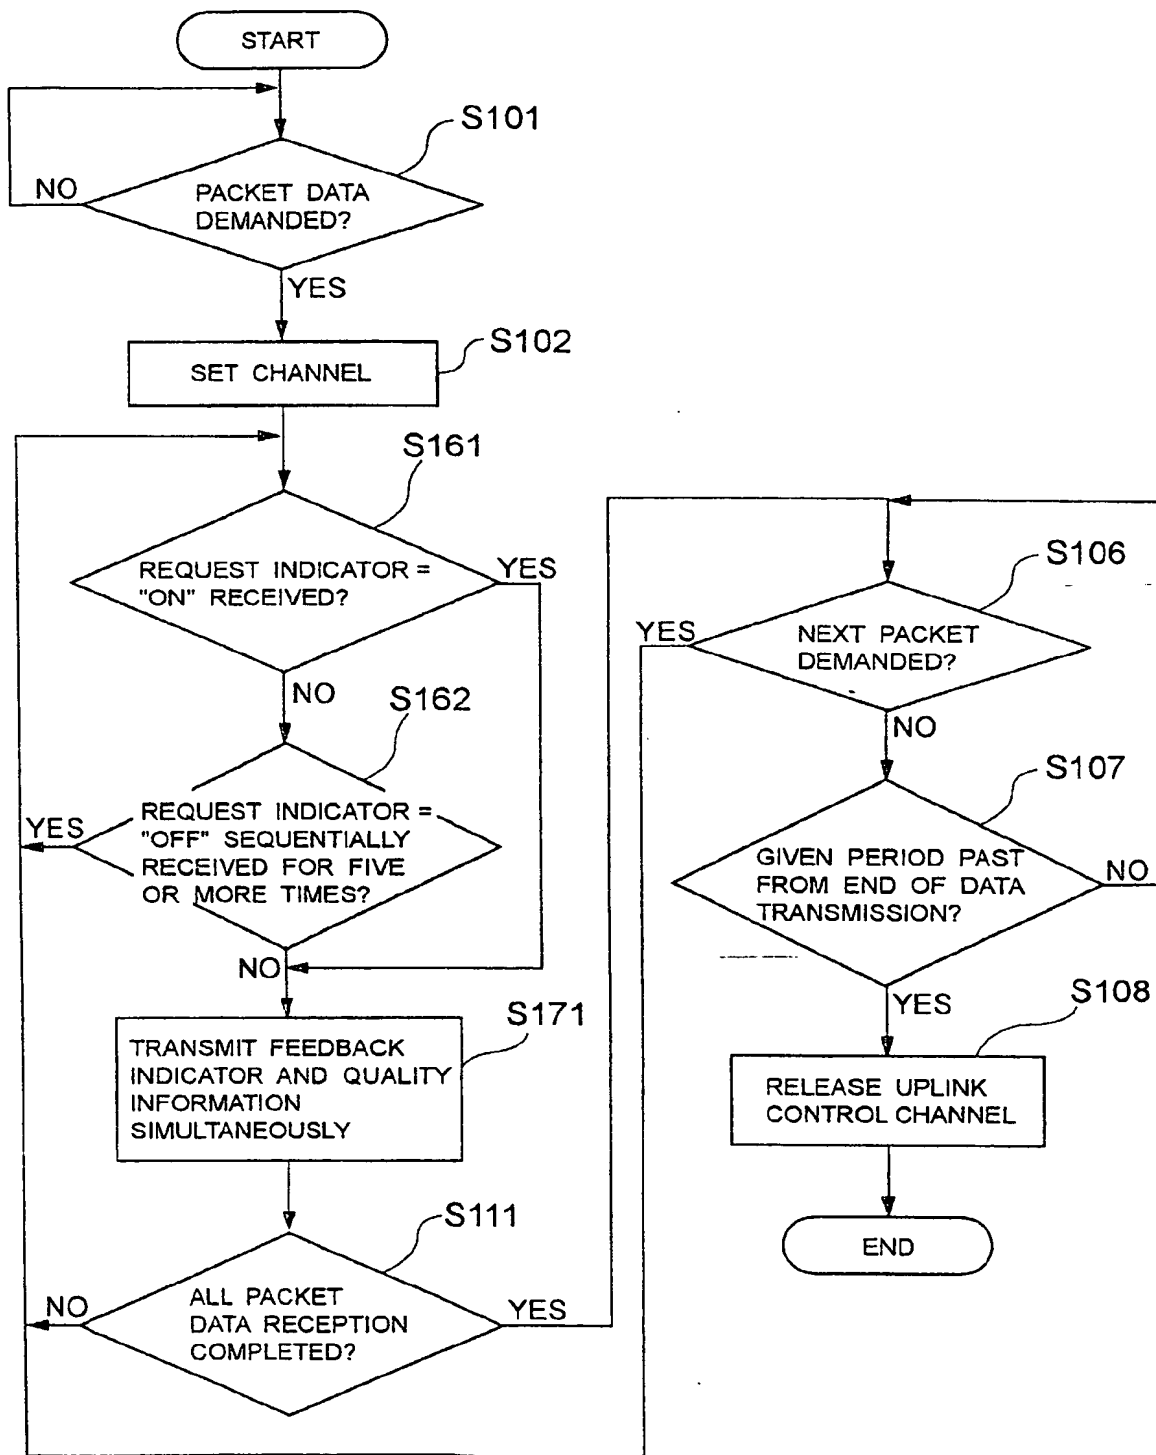 START
S101
NO
PACKET DATA
DEMANDED?
YES
S102
SET CHANNEL
S161
REQUEST INDICATOR =
"ON" RECEIVED?
YES
NO
S162
REQUEST INDICATOR =
"OFF" SEQUENTIALLY
RECEIVED FOR FIVE
OR MORE TIMES?
YES
NO
S171
TRANSMIT FEEDBACK
INDICATOR AND QUALITY
INFORMATION
SIMULTANEOUSLY
S111
NO
ALL PACKET
DATA RECEPTION
COMPLETED?
YES
S106
YES
NEXT PACKET
DEMANDED?
NO
S107
GIVEN PERIOD PAST
FROM END OF DATA
TRANSMISSION?
NO
YES
S108
RELEASE UPLINK
CONTROL CHANNEL
END